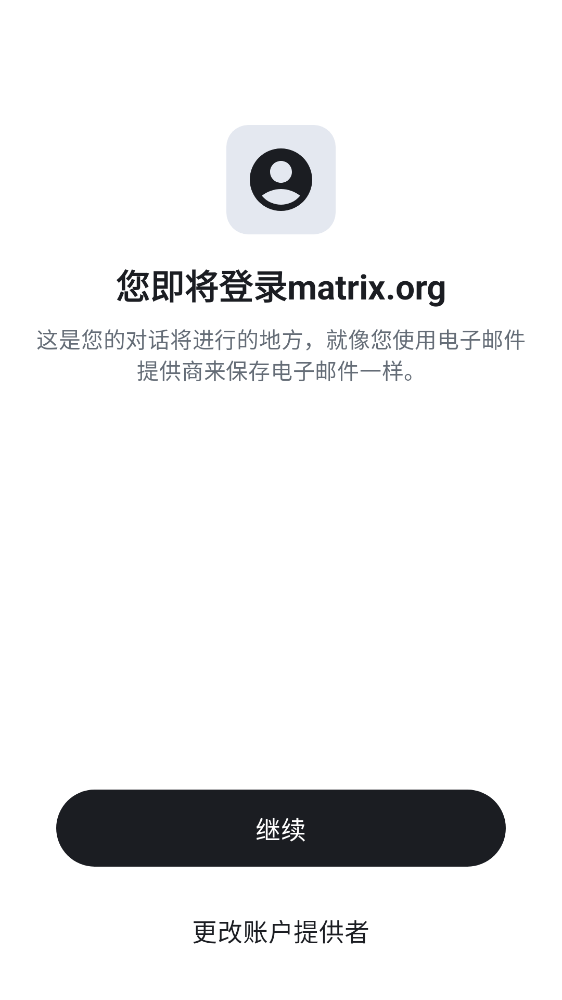 您即将登录matrix.org
这是您的对话将进行的地方，就像您使用电子邮件
提供商来保存电子邮件一样。
继续
更改账户提供者